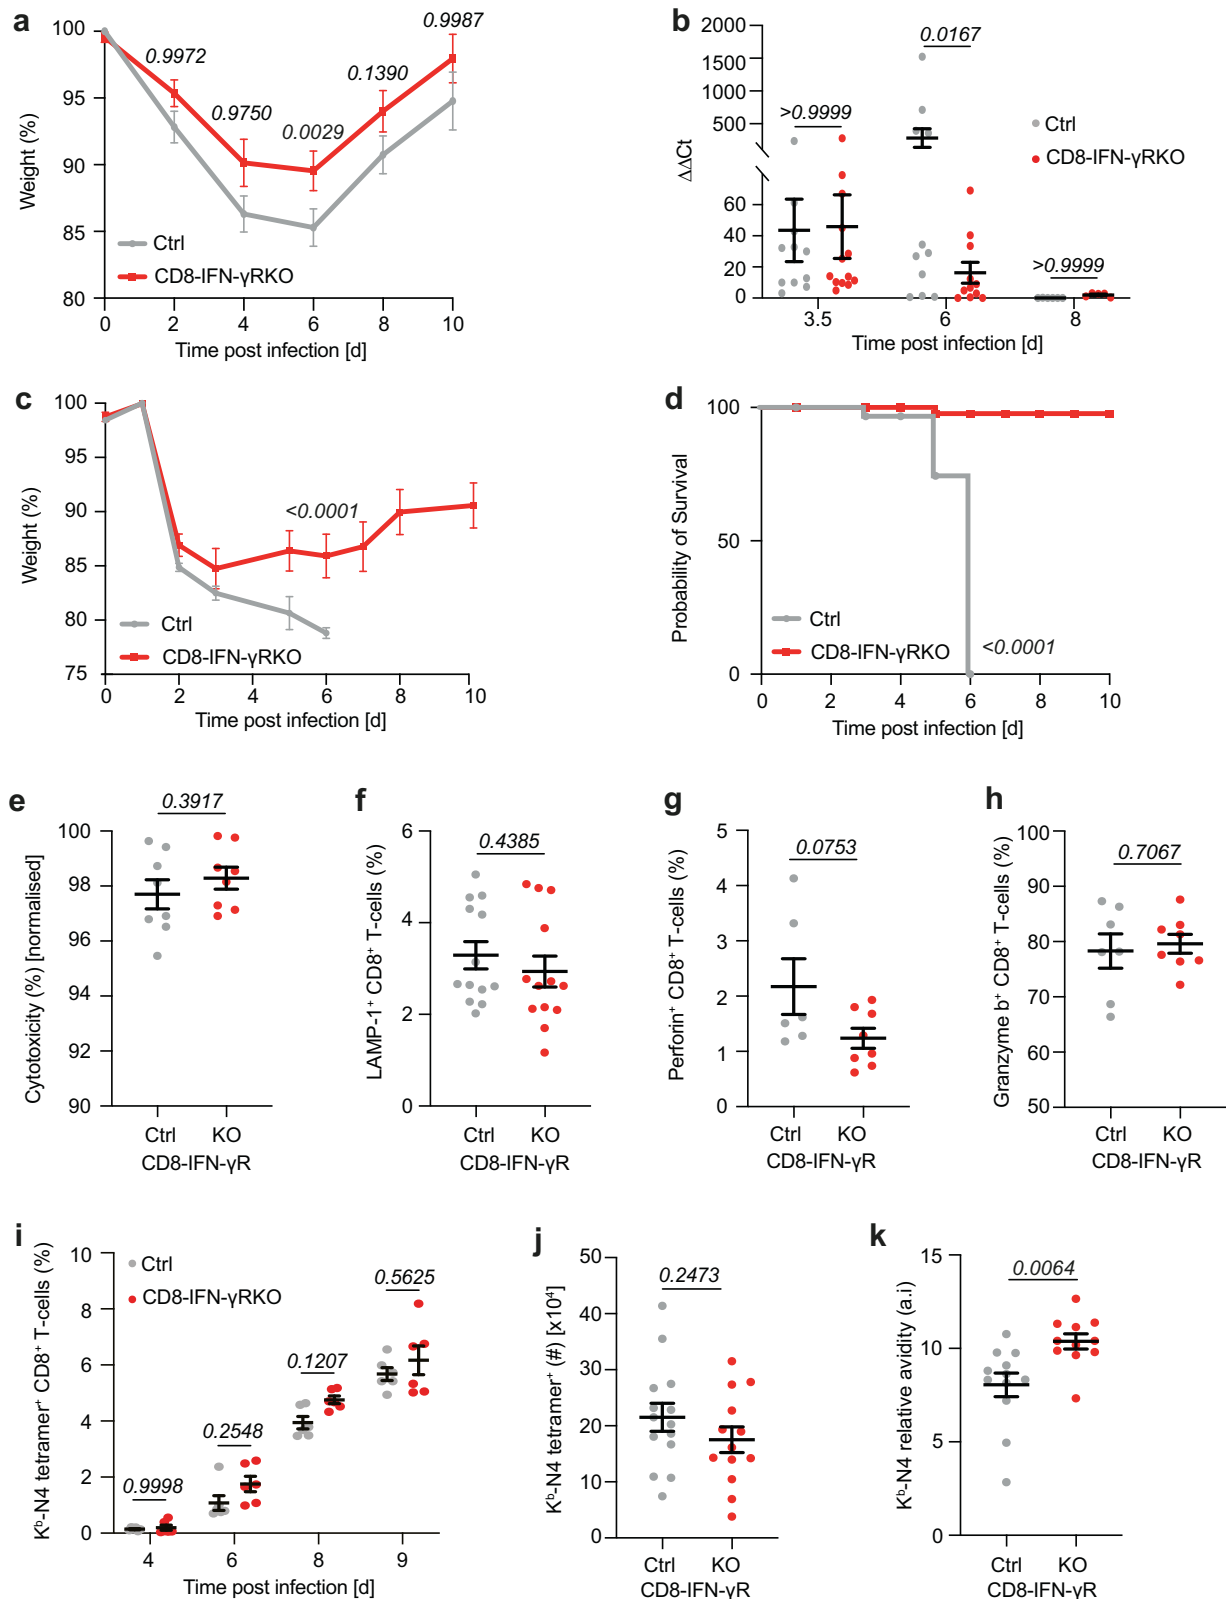 a
100
95
90
85
80
Weight (%)
0.9972
0.9750
0.0029
0.1390
0.9987
Ctrl
CD8-IFN-γRKO
0 2 4 6 8 10
Time post infection [d]
b
2000
1500
1000
500
60
40
20
0
ΔΔCt
>0.9999
0.0167
>0.9999
Ctrl
CD8-IFN-γRKO
3.5 6 8
Time post infection [d]
c
100
95
90
85
80
75
Weight (%)
<0.0001
Ctrl
CD8-IFN-γRKO
0 2 4 6 8 10
Time post infection [d]
d
100
50
0
Probability of Survival
Ctrl
CD8-IFN-γRKO
<0.0001
0 2 4 6 8 10
Time post infection [d]
e
0.3917
100
98
96
94
92
90
Cytotoxicity (%) [normalised]
Ctrl KO
CD8-IFN-γR
f
0.4385
6
4
2
0
LAMP-1⁺ CD8⁺ T-cells (%)
Ctrl KO
CD8-IFN-γR
g
0.0753
5
4
3
2
1
0
Perforin⁺ CD8⁺ T-cells (%)
Ctrl KO
CD8-IFN-γR
h
0.7067
100
90
80
70
60
50
Granzyme b⁺ CD8⁺ T-cells (%)
Ctrl KO
CD8-IFN-γR
i
10
8
6
4
2
0
Kᵇ-N4 tetramer⁺ CD8⁺ T-cells (%)
Ctrl
CD8-IFN-γRKO
0.9998
0.2548
0.1207
0.5625
4 6 8 9
Time post infection [d]
j
0.2473
50
40
30
20
10
0
Kᵇ-N4 tetramer⁺ (#) [x10⁴]
Ctrl KO
CD8-IFN-γR
k
0.0064
15
10
5
0
Kᵇ-N4 relative avidity (a.i)
Ctrl KO
CD8-IFN-γR